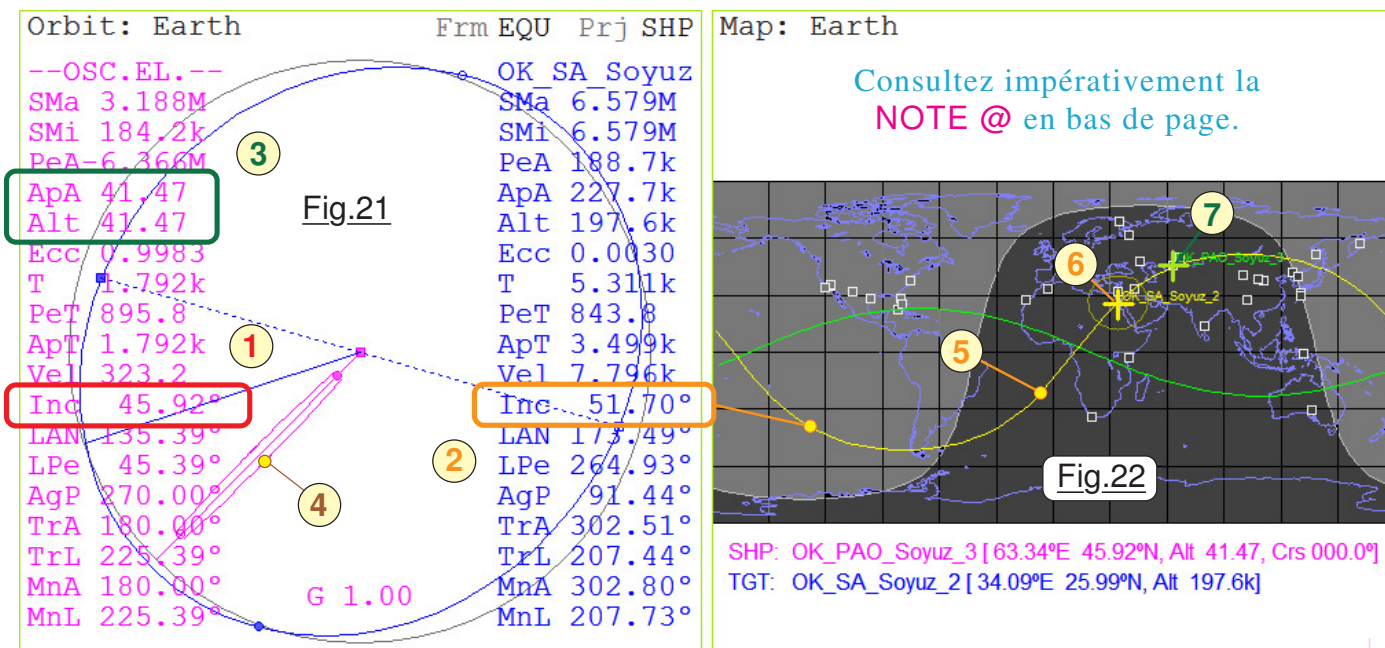 Orbit: Earth Frm EQU Prj SHP
--OSC.EL.--
SMa 3.188M
SMi 184.2k
PeA-6.366M
ApA 41.47
Alt 41.47
Ecc 0.9983
T 1.792k
PeT 895.8
ApT 1.792k
Vel 323.2
Inc 45.92°
LAN 135.39°
LPe 45.39°
AgP 270.00°
TrA 180.00°
TrL 225.39°
MnA 180.00°
MnL 225.39°
3
Fig.21
1
2
4
G 1.00
OK_SA_Soyuz
SMa 6.579M
SMi 6.579M
PeA 188.7k
ApA 227.7k
Alt 197.6k
Ecc 0.0030
T 5.311k
PeT 843.8
ApT 3.499k
Vel 7.796k
Inc 51.70°
LAN 173.49°
LPe 264.93°
AgP 91.44°
TrA 302.51°
TrL 207.44°
MnA 302.80°
MnL 207.73°
Map: Earth
Consultez impérativement la
NOTE @ en bas de page.
7
OK_PAO_Soyuz_3
6
OK_SA_Soyuz_2
5
Fig.22
SHP: OK_PAO_Soyuz_3 [ 63.34ºE 45.92ºN, Alt 41.47, Crs 000.0º]
TGT: OK_SA_Soyuz_2 [ 34.09ºE 25.99ºN, Alt 197.6k]